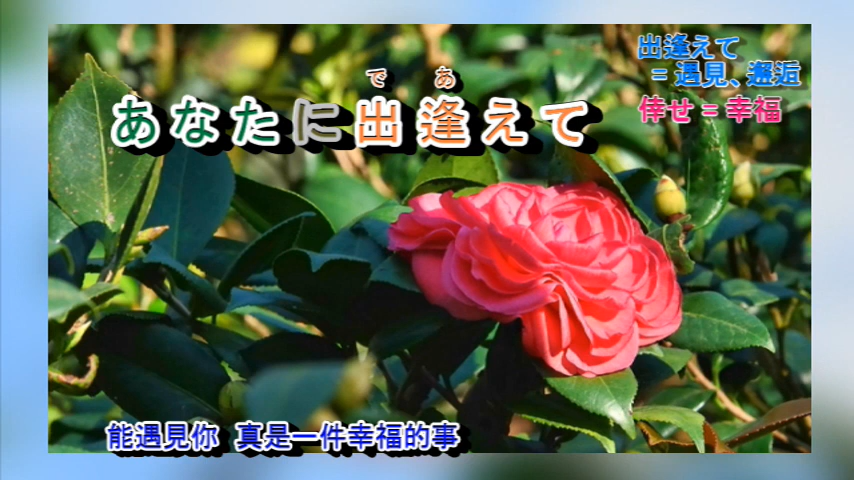 で あ
あなたに出逢えて
出逢えて
= 遇見、邂逅
倖せ = 幸福
能遇見你 真是一件幸福的事